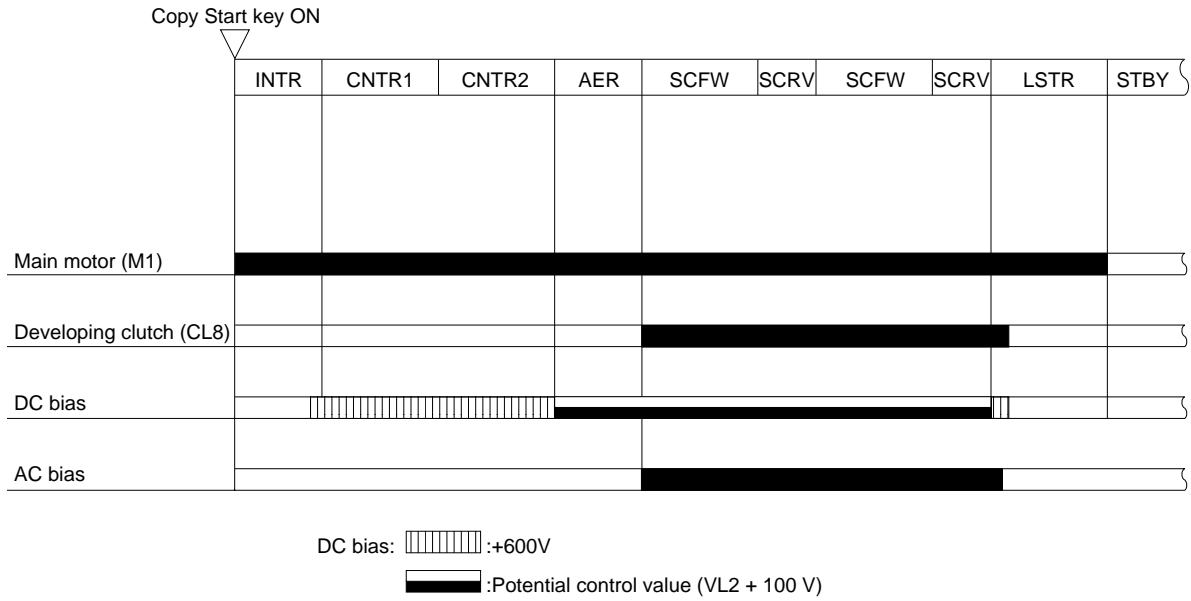 Copy Start key ON
INTR CNTR1 CNTR2 AER SCFW SCRV SCFW SCRV LSTR STBY
Main motor (M1)
Developing clutch (CL8)
DC bias
AC bias
DC bias: :+600V
:Potential control value (VL2 + 100 V)